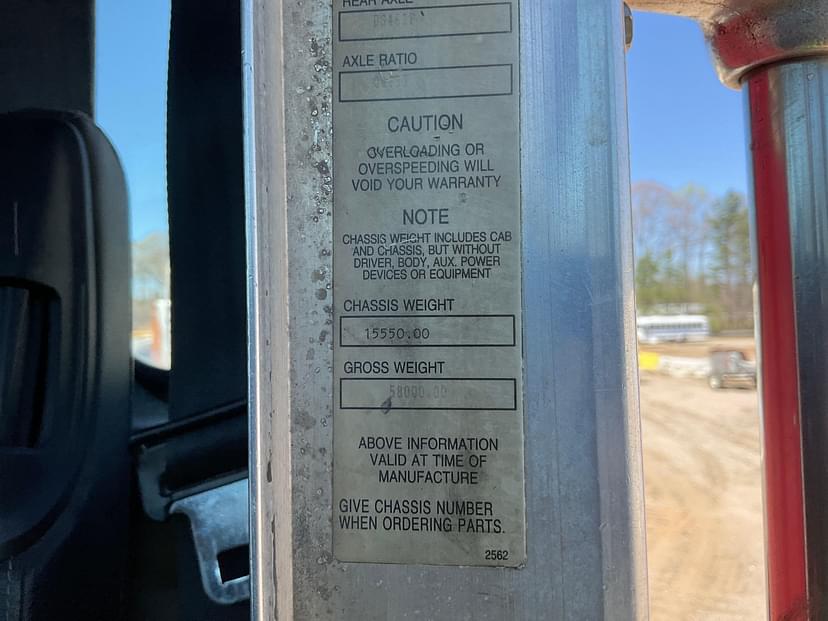 REAR AXLE
AXLE RATIO
CAUTION
OVERLOADING OR
OVERSPEEDING WILL
VOID YOUR WARRANTY
NOTE
CHASSIS WEIGHT INCLUDES CAB
AND CHASSIS, BUT WITHOUT
DRIVER, BODY, AUX. POWER
DEVICES OR EQUIPMENT
CHASSIS WEIGHT
15550.00
GROSS WEIGHT
58000.00
ABOVE INFORMATION
VALID AT TIME OF
MANUFACTURE
GIVE CHASSIS NUMBER
WHEN ORDERING PARTS.
2562